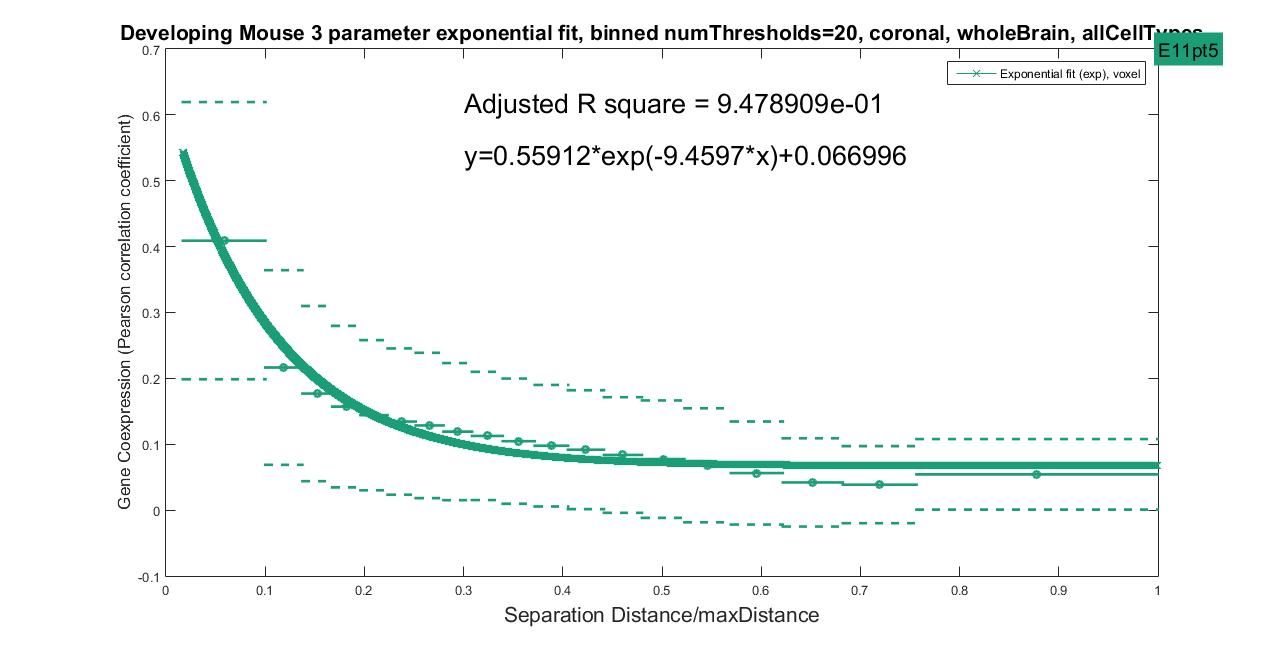 Developing Mouse 3 parameter exponential fit, binned numThresholds=20, coronal, wholeBrain, allCellTypes
E11pt5
Exponential fit (exp), voxel
Adjusted R square = 9.478909e-01
y=0.55912*exp(-9.4597*x)+0.066996
Gene Coexpression (Pearson correlation coefficient)
0.7
0.6
0.5
0.4
0.3
0.2
0.1
0
-0.1
0 0.1 0.2 0.3 0.4 0.5 0.6 0.7 0.8 0.9 1
Separation Distance/maxDistance